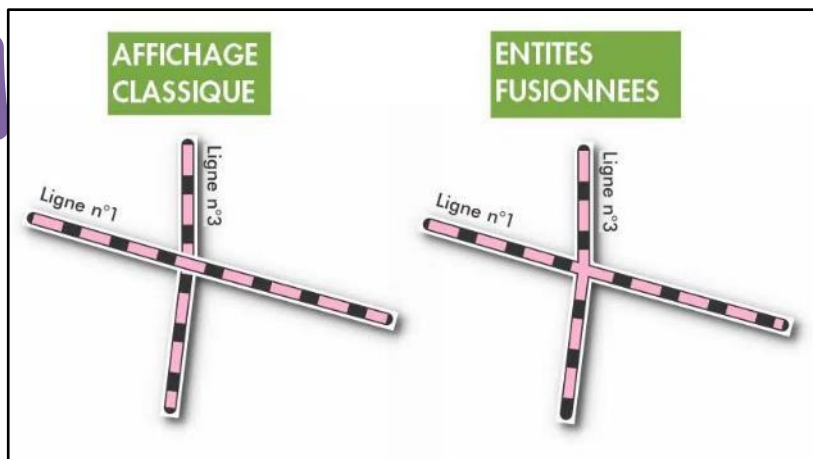 AFFICHAGE
CLASSIQUE
ENTITES
FUSIONNEES
Ligne n°1
Ligne n°3
Ligne n°1
Ligne n°3